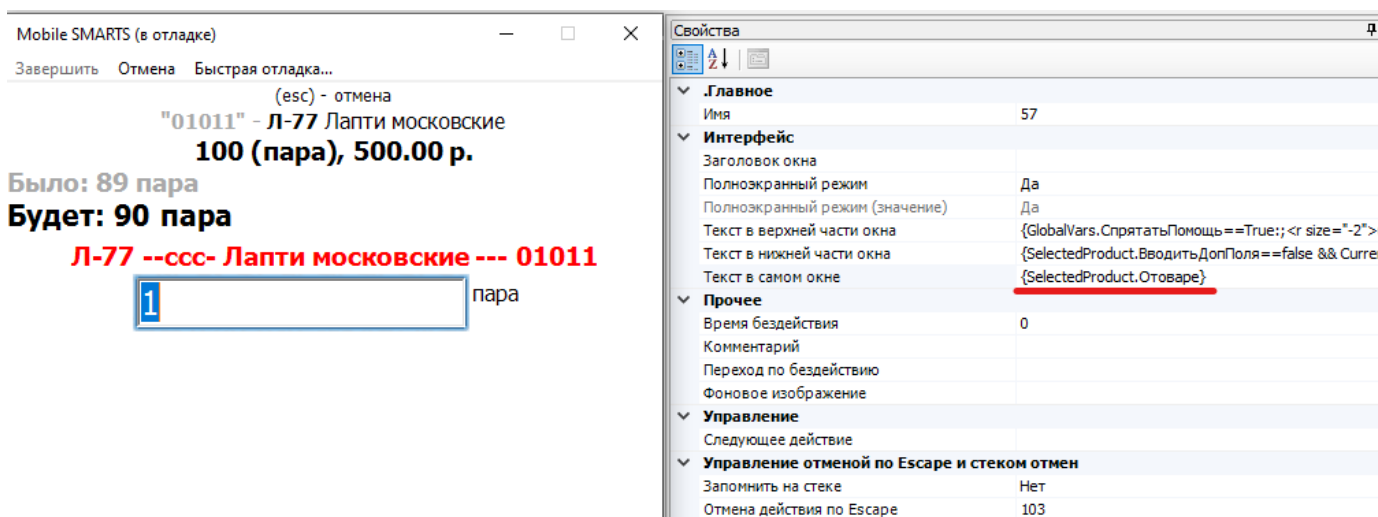 Mobile SMARTS (в отладке)
Завершить Отмена Быстрая отладка...
(esc) - отмена
"01011" - Л-77 Лапти московские
100 (пара), 500.00 р.
Было: 89 пара
Будет: 90 пара
Л-77 --ссс- Лапти московские --- 01011
1 пара
Свойства
.Главное
Имя 57
Интерфейс
Заголовок окна
Полноэкранный режим Да
Полноэкранный режим (значение) Да
Текст в верхней части окна {GlobalVars.СпрятатьПомощь==True:;<r size="-2">
Текст в нижней части окна {SelectedProduct.ВводитьДопПоля==false && Curre
Текст в самом окне {SelectedProduct.Отоваре}
Прочее
Время бездействия 0
Комментарий
Переход по бездействию
Фоновое изображение
Управление
Следующее действие
Управление отменой по Escape и стеком отмен
Запомнить на стеке Нет
Отмена действия по Escape 103